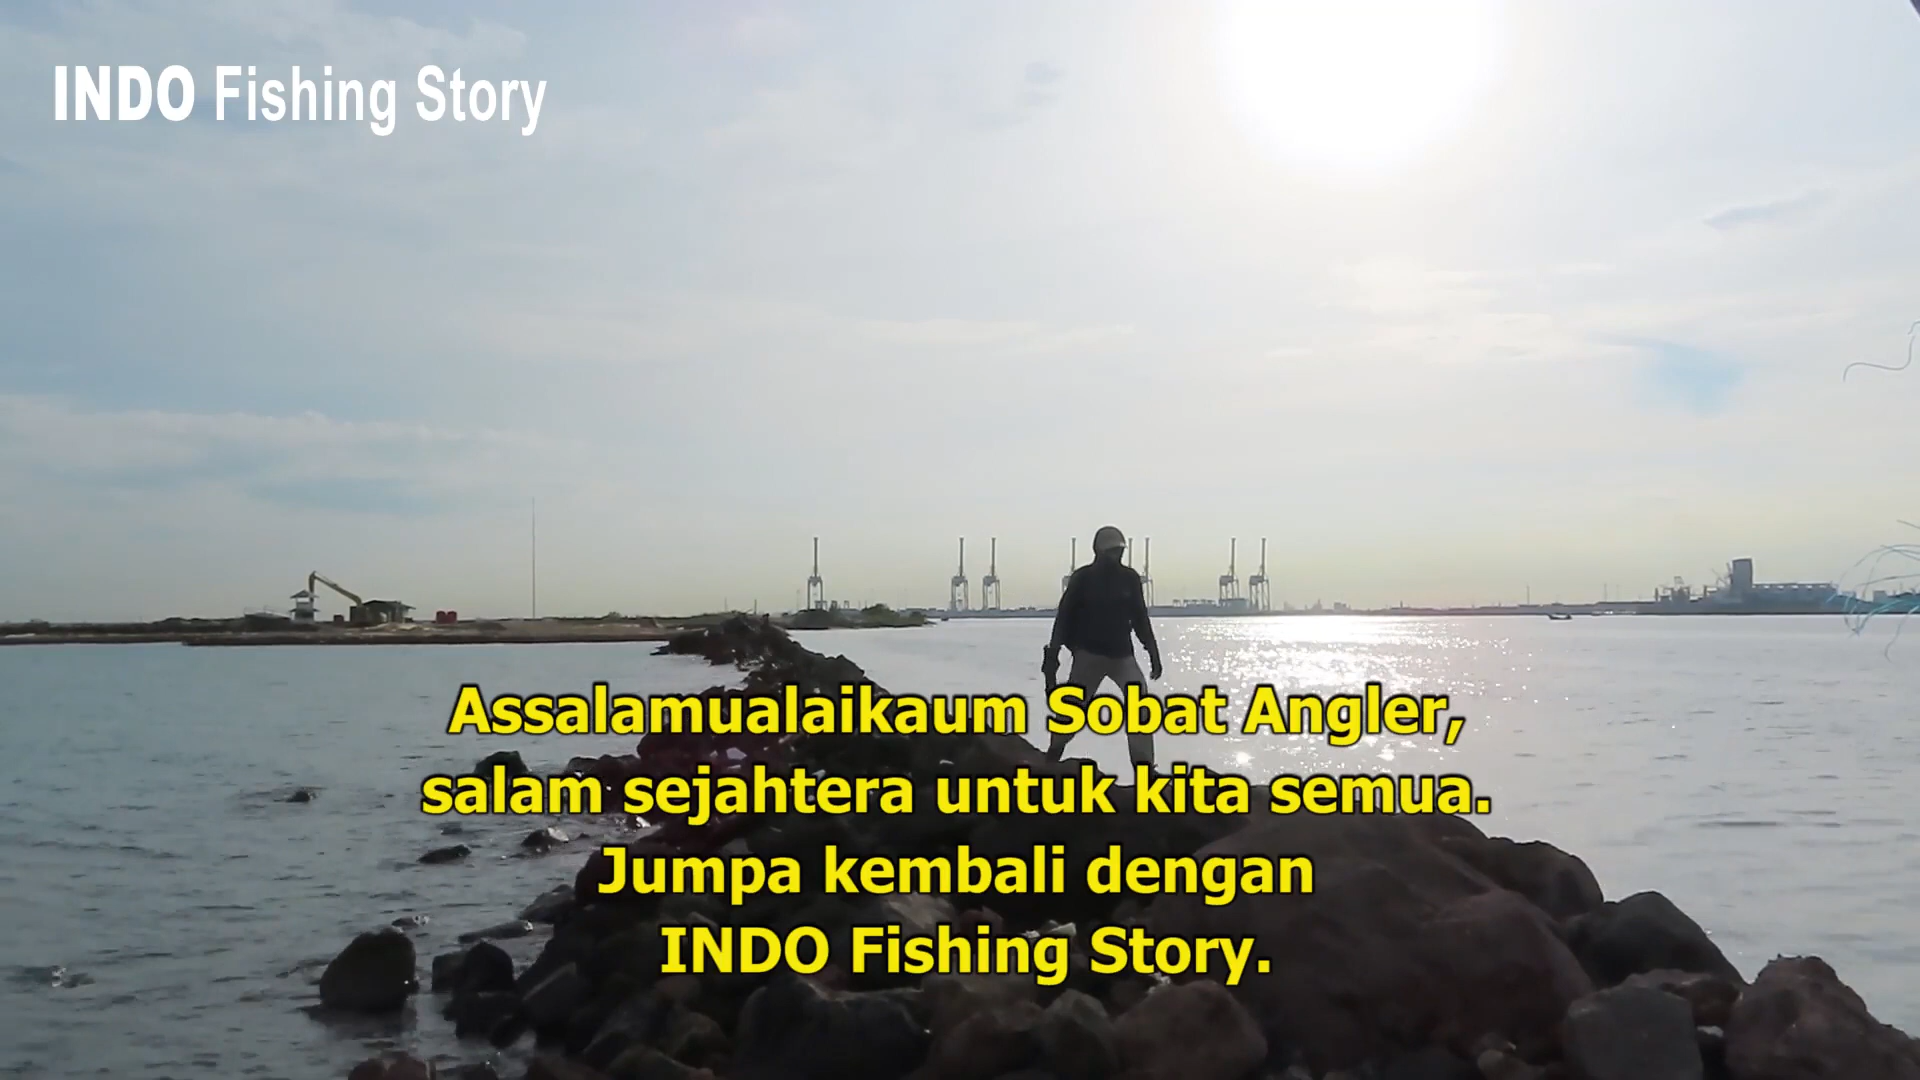 INDO Fishing Story
Assalamualaikaum Sobat Angler,
salam sejahtera untuk kita semua.
Jumpa kembali dengan
INDO Fishing Story.